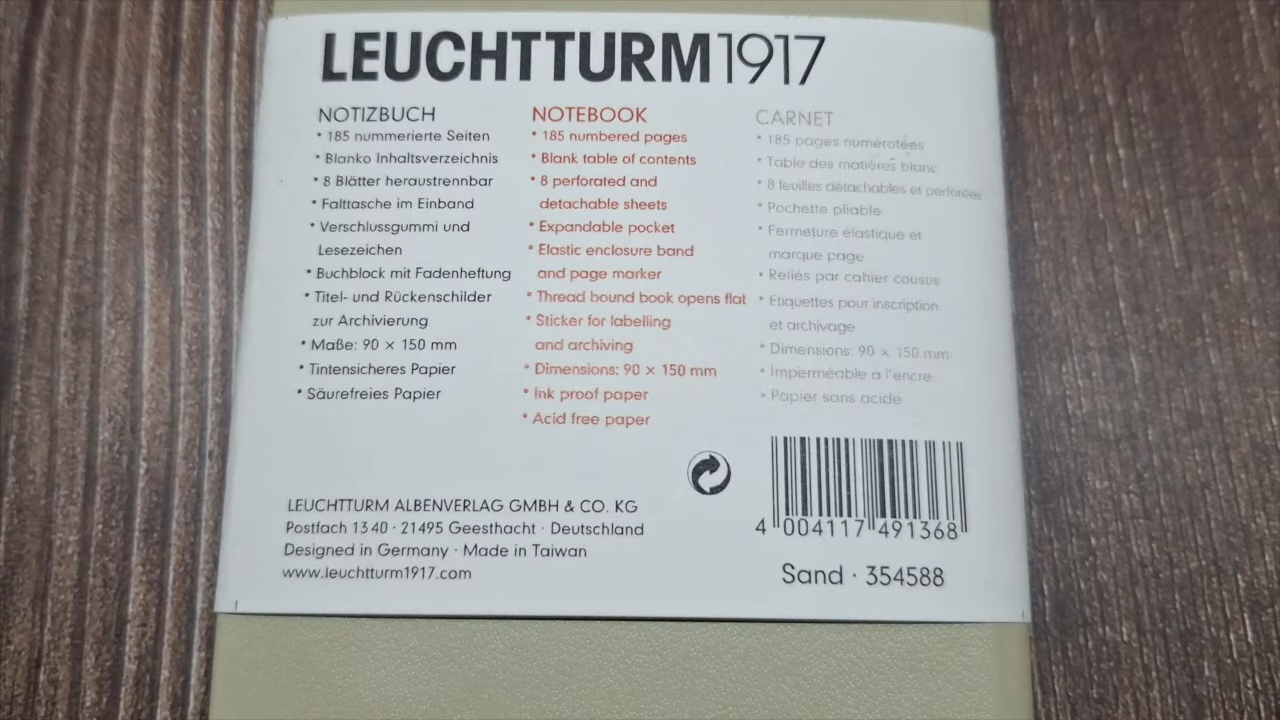 LEUCHTTURM1917
NOTIZBUCH
* 185 nummerierte Seiten
* Blanko Inhaltsverzeichnis
* 8 Blätter heraustrennbar
* Falttasche im Einband
* Verschlussgummi und
Lesezeichen
* Buchblock mit Fadenheftung
* Titel- und Rückenschilder
zur Archivierung
* Maße: 90 × 150 mm
* Tintensicheres Papier
* Säurefreies Papier
NOTEBOOK
* 185 numbered pages
* Blank table of contents
* 8 perforated and
detachable sheets
* Expandable pocket
* Elastic enclosure band
and page marker
* Thread bound book opens flat
* Sticker for labelling
and archiving
* Dimensions: 90 × 150 mm
* Ink proof paper
* Acid free paper
CARNET
* 185 pages numérotées
* Table des matières blanc
* 8 feuilles détachables et perforées
* Pochette pliable
* Fermeture élastique et
marque page
* Reliés par cahier cousus
* Etiquettes pour inscription
et archivage
* Dimensions: 90 × 150 mm
* Imperméable a l'encre
* Papier sans acide
LEUCHTTURM ALBENVERLAG GMBH & CO. KG
Postfach 13 40 · 21495 Geesthacht · Deutschland
Designed in Germany · Made in Taiwan
www.leuchtturm1917.com
4 004117 491368
Sand · 354588